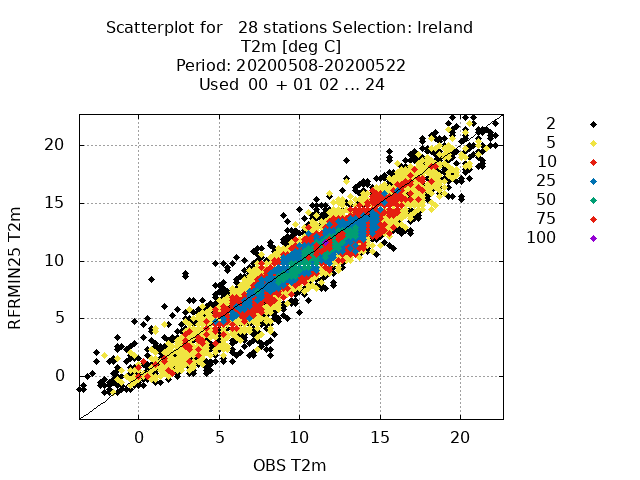 Scatterplot for   28 stations Selection: Ireland
T2m [deg C]
Period: 20200508-20200522
Used  00 + 01 02 ... 24
2
5
10
25
50
75
100
20
15
10
5
0
RFRMIN25 T2m
0 5 10 15 20
OBS T2m